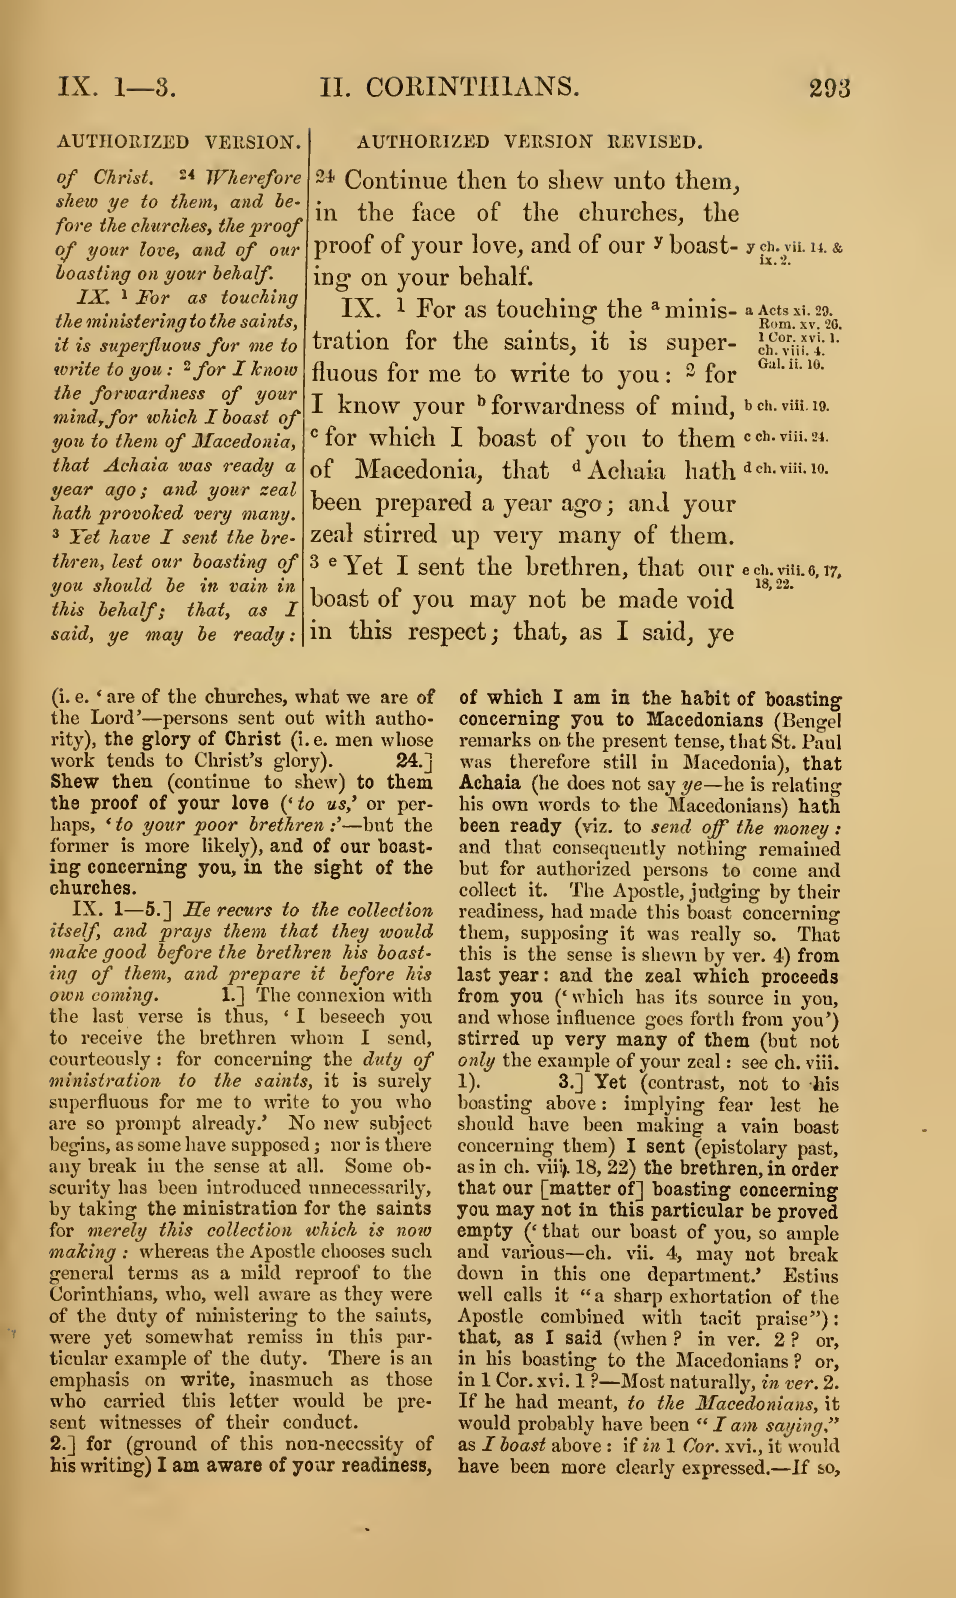 IX. 1—3.
II. CORINTHIANS.
293
AUTHORIZED VERSION.
of Christ. 24 Wherefore
shew ye to them, and be-
fore the churches, the proof
of your love, and of our
boasting on your behalf.
IX. 1 For as touching
the ministering to the saints,
it is superfluous for me to
write to you : 2 for I know
the forwardness of your
mind, for which I boast of
you to them of Macedonia,
that Achaia was ready a
year ago ; and your zeal
hath provoked very many.
3 Yet have I sent the bre-
thren, lest our boasting of
you should be in vain in
this behalf; that, as I
said, ye may be ready :
AUTHORIZED VERSION REVISED.
24 Continue then to shew unto them,
in the face of the churches, the
proof of your love, and of our y boast-
ing on your behalf.
IX. 1 For as touching the a minis-
tration for the saints, it is super-
fluous for me to write to you : 2 for
I know your b forwardness of mind,
c for which I boast of you to them
of Macedonia, that d Achaia hath
been prepared a year ago ; and your
zeal stirred up very many of them.
3 e Yet I sent the brethren, that our
boast of you may not be made void
in this respect ; that, as I said, ye
y ch. vii. 14. &
ix. 2.
a Acts xi. 29.
Rom. xv. 26.
1 Cor. xvi. 1.
ch. viii. 4.
Gal. ii. 10.
b ch. viii. 19.
c ch. viii. 24.
d ch. viii. 10.
e ch. viii. 6, 17,
18, 22.
(i. e. ‘ are of the churches, what we are of
the Lord’—persons sent out with autho-
rity), the glory of Christ (i. e. men whose
work tends to Christ's glory). 24.]
Shew then (continue to shew) to them
the proof of your love (‘ to us,’ or per-
haps, ‘ to your poor brethren :’—but the
former is more likely), and of our boast-
ing concerning you, in the sight of the
churches.
IX. 1—5.] He recurs to the collection
itself, and prays them that they would
make good before the brethren his boast-
ing of them, and prepare it before his
own coming. 1.] The connexion with
the last verse is thus, ‘ I beseech you
to receive the brethren whom I send,
courteously : for concerning the duty of
ministration to the saints, it is surely
superfluous for me to write to you who
are so prompt already.’ No new subject
begins, as some have supposed ; nor is there
any break in the sense at all. Some ob-
scurity has been introduced unnecessarily,
by taking the ministration for the saints
for merely this collection which is now
making : whereas the Apostle chooses such
general terms as a mild reproof to the
Corinthians, who, well aware as they were
of the duty of ministering to the saints,
were yet somewhat remiss in this par-
ticular example of the duty. There is an
emphasis on write, inasmuch as those
who carried this letter would be pre-
sent witnesses of their conduct.
2.] for (ground of this non-necessity of
his writing) I am aware of your readiness,
of which I am in the habit of boasting
concerning you to Macedonians (Bengel
remarks on the present tense, that St. Paul
was therefore still in Macedonia), that
Achaia (he does not say ye—he is relating
his own words to the Macedonians) hath
been ready (viz. to send off the money :
and that consequently nothing remained
but for authorized persons to come and
collect it. The Apostle, judging by their
readiness, had made this boast concerning
them, supposing it was really so. That
this is the sense is shewn by ver. 4) from
last year : and the zeal which proceeds
from you (‘ which has its source in you,
and whose influence goes forth from you’)
stirred up very many of them (but not
only the example of your zeal : see ch. viii.
1). 3.] Yet (contrast, not to his
boasting above : implying fear lest he
should have been making a vain boast
concerning them) I sent (epistolary past,
as in ch. viii. 18, 22) the brethren, in order
that our [matter of] boasting concerning
you may not in this particular be proved
empty (‘ that our boast of you, so ample
and various—ch. vii. 4, may not break
down in this one department.’ Estius
well calls it “ a sharp exhortation of the
Apostle combined with tacit praise”) :
that, as I said (when ? in ver. 2 ? or,
in his boasting to the Macedonians ? or,
in 1 Cor. xvi. 1 ?—Most naturally, in ver. 2.
If he had meant, to the Macedonians, it
would probably have been “ I am saying,”
as I boast above : if in 1 Cor. xvi., it would
have been more clearly expressed.—If so,